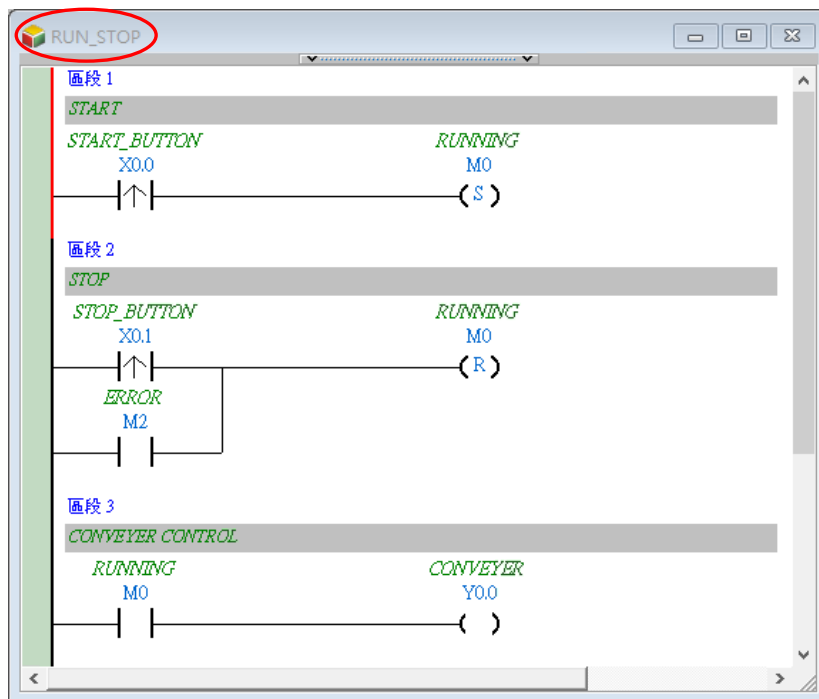 RUN_STOP
區段 1
START
START_BUTTON RUNNING
X0.0 M0
S
區段 2
STOP
STOP_BUTTON RUNNING
X0.1 M0
R
ERROR
M2
區段 3
CONVEYER CONTROL
RUNNING CONVEYER
M0 Y0.0